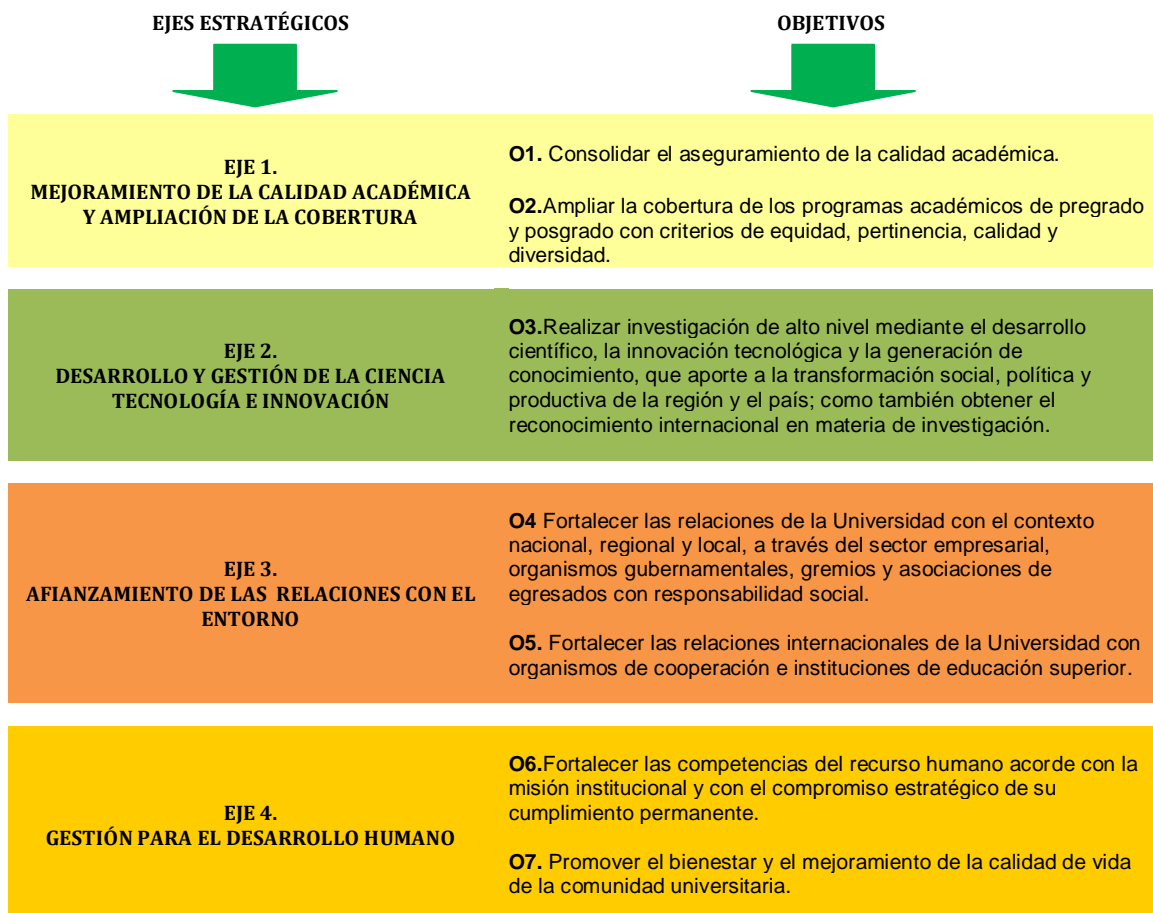 EJES ESTRATÉGICOS
OBJETIVOS
EJE 1.
MEJORAMIENTO DE LA CALIDAD ACADÉMICA
Y AMPLIACIÓN DE LA COBERTURA
O1. Consolidar el aseguramiento de la calidad académica.
O2.Ampliar la cobertura de los programas académicos de pregrado
y posgrado con criterios de equidad, pertinencia, calidad y
diversidad.
EJE 2.
DESARROLLO Y GESTIÓN DE LA CIENCIA
TECNOLOGÍA E INNOVACIÓN
O3.Realizar investigación de alto nivel mediante el desarrollo
científico, la innovación tecnológica y la generación de
conocimiento, que aporte a la transformación social, política y
productiva de la región y el país; como también obtener el
reconocimiento internacional en materia de investigación.
EJE 3.
AFIANZAMIENTO DE LAS RELACIONES CON EL
ENTORNO
O4 Fortalecer las relaciones de la Universidad con el contexto
nacional, regional y local, a través del sector empresarial,
organismos gubernamentales, gremios y asociaciones de
egresados con responsabilidad social.
O5. Fortalecer las relaciones internacionales de la Universidad con
organismos de cooperación e instituciones de educación superior.
EJE 4.
GESTIÓN PARA EL DESARROLLO HUMANO
O6.Fortalecer las competencias del recurso humano acorde con la
misión institucional y con el compromiso estratégico de su
cumplimiento permanente.
O7. Promover el bienestar y el mejoramiento de la calidad de vida
de la comunidad universitaria.